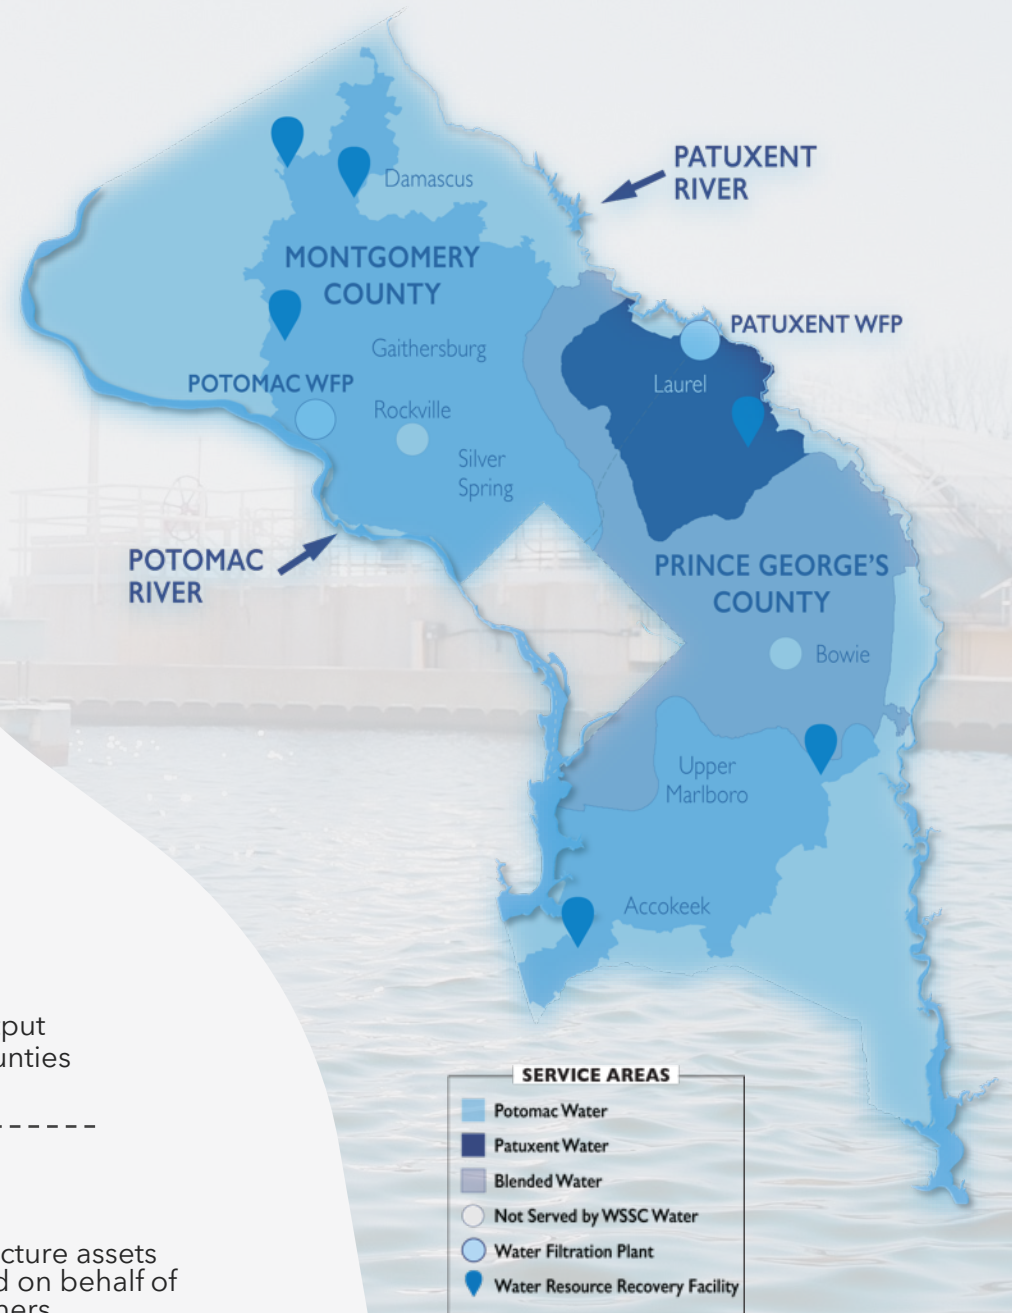 PATUXENT
RIVER
Damascus
MONTGOMERY
COUNTY
PATUXENT WFP
Gaithersburg
POTOMAC WFP
Laurel
Rockville
Silver
Spring
POTOMAC
RIVER
PRINCE GEORGE'S
COUNTY
Bowie
Upper
Marlboro
Accokeek
put
unties
SERVICE AREAS
Potomac Water
Patuxent Water
Blended Water
Not Served by WSSC Water
Water Filtration Plant
Water Resource Recovery Facility
cture assets
d on behalf of